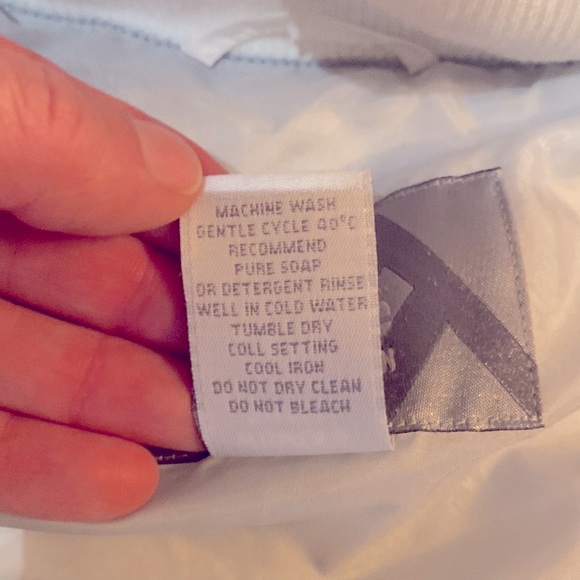 MACHINE WASH
GENTLE CYCLE 40°C
RECOMMEND
PURE SOAP
OR DETERGENT RINSE
WELL IN COLD WATER
TUMBLE DRY
COLL SETTING
COOL IRON
DO NOT DRY CLEAN
DO NOT BLEACH